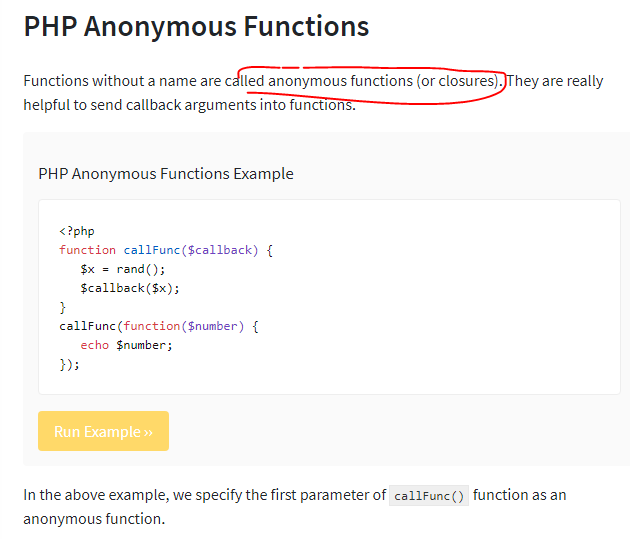 PHP Anonymous Functions
Functions without a name are called anonymous functions (or closures). They are really
helpful to send callback arguments into functions.
PHP Anonymous Functions Example
<?php
function callFunc($callback) {
   $x = rand();
   $callback($x);
}
callFunc(function($number) {
   echo $number;
});
Run Example ››
In the above example, we specify the first parameter of callFunc() function as an
anonymous function.